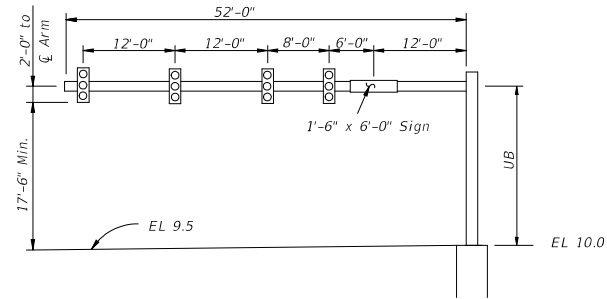 52'-0"
2'-0" to
℄ Arm
12'-0"
12'-0"
8'-0"
6'-0"
12'-0"
1'-6" x 6'-0" Sign
17'-6" Min.
UB
EL 9.5
EL 10.0